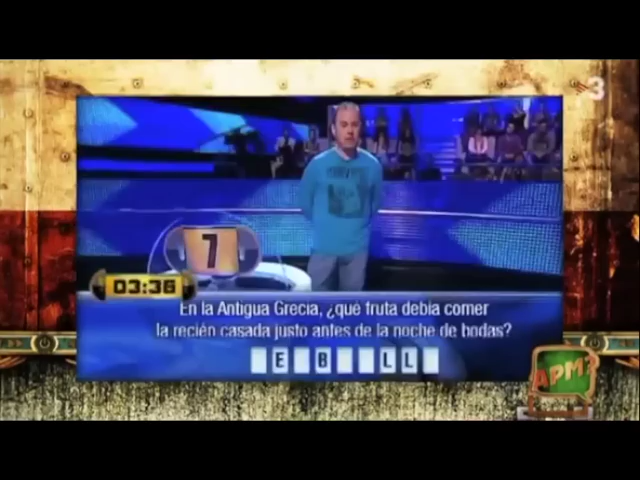 3
7
03:36
En la Antigua Grecia, ¿qué fruta debía comer
la recién casada justo antes de la noche de bodas?
E B LL
APM?